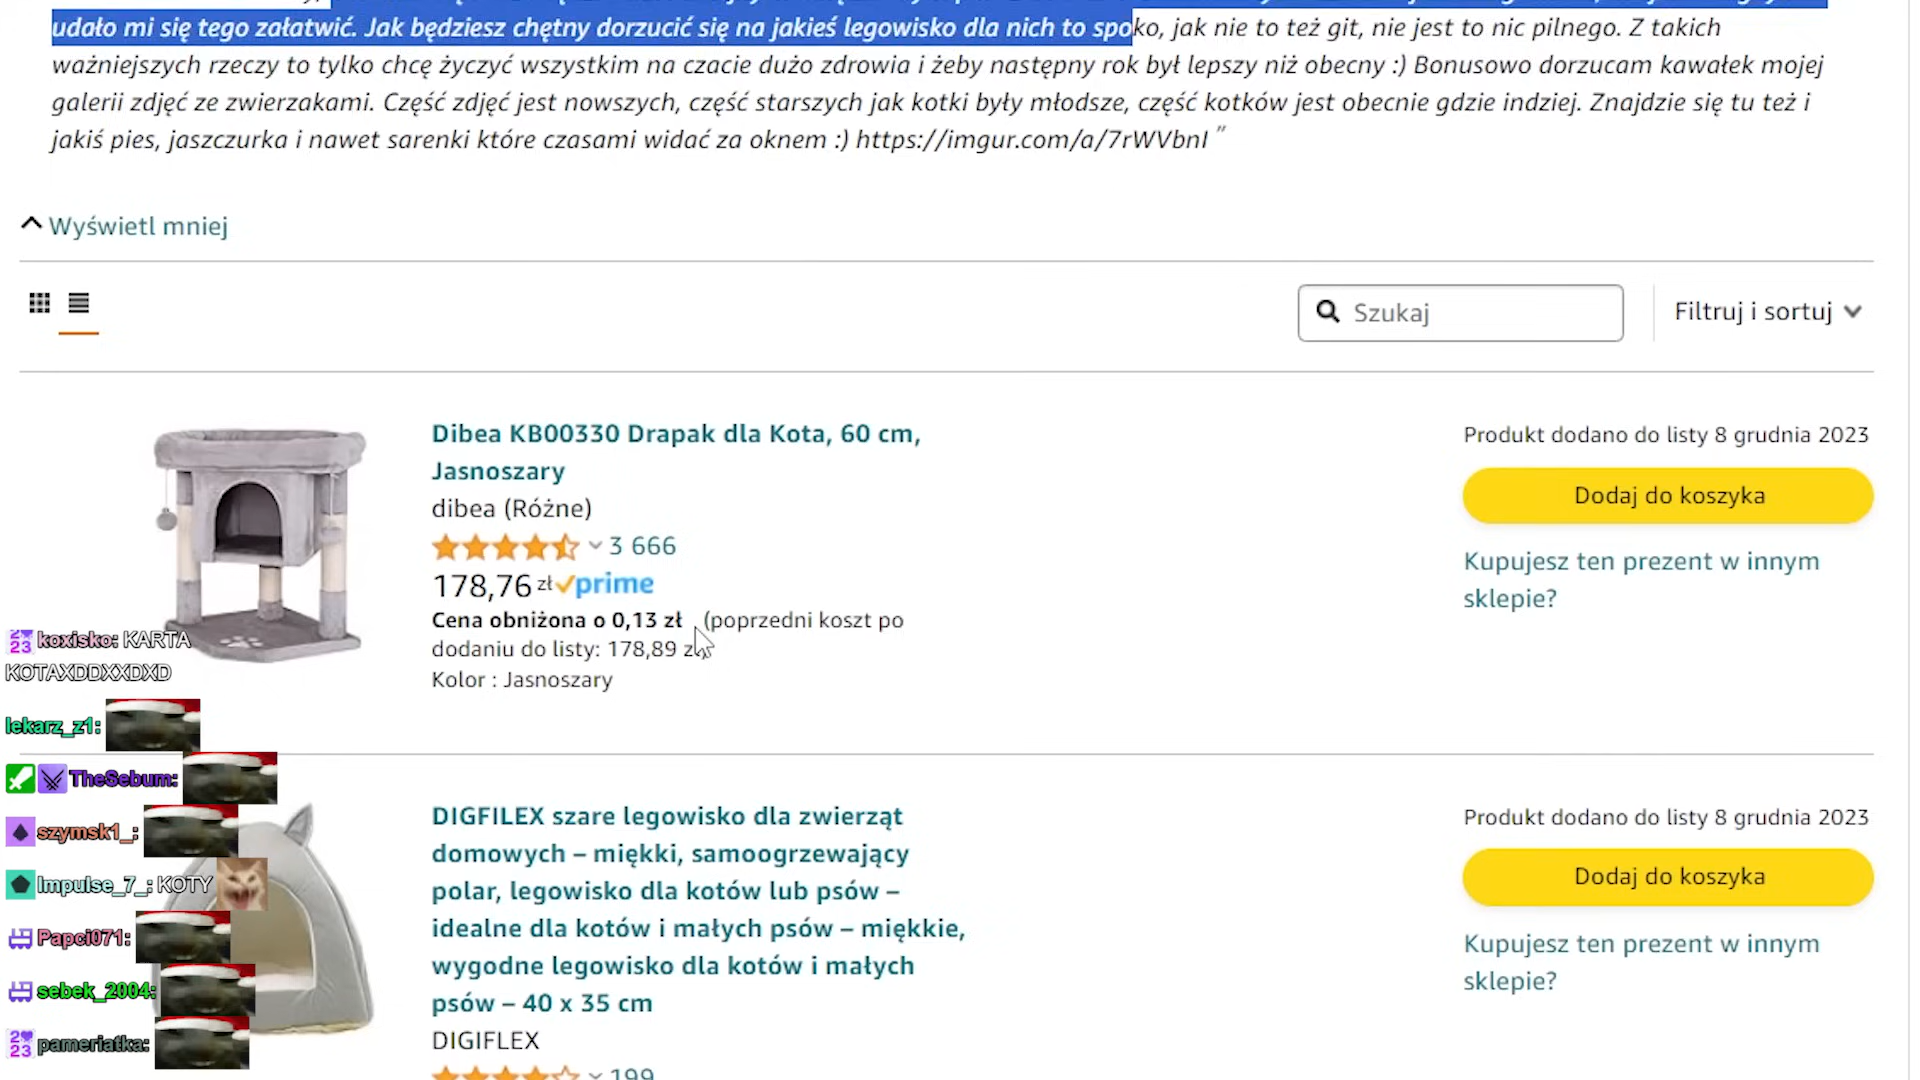 udało mi się tego załatwić. Jak będziesz chętny dorzucić się na jakieś legowisko dla nich to spoko, jak nie to też git, nie jest to nic pilnego. Z takich
ważniejszych rzeczy to tylko chcę życzyć wszystkim na czacie dużo zdrowia i żeby następny rok był lepszy niż obecny :) Bonusowo dorzucam kawałek mojej
galerii zdjęć ze zwierzakami. Część zdjęć jest nowszych, część starszych jak kotki były młodsze, część kotków jest obecnie gdzie indziej. Znajdzie się tu też i
jakiś pies, jaszczurka i nawet sarenki które czasami widać za oknem :) https://imgur.com/a/7rWVbnI ”
Wyświetl mniej
Szukaj
Filtruj i sortuj
Dibea KB00330 Drapak dla Kota, 60 cm,
Jasnoszary
dibea (Różne)
3 666
178,76 zł prime
Cena obniżona o 0,13 zł (poprzedni koszt po
dodaniu do listy: 178,89
Kolor : Jasnoszary
Produkt dodano do listy 8 grudnia 2023
Dodaj do koszyka
Kupujesz ten prezent w innym
sklepie?
DIGFILEX szare legowisko dla zwierząt
domowych – miękki, samoogrzewający
polar, legowisko dla kotów lub psów –
idealne dla kotów i małych psów – miękkie,
wygodne legowisko dla kotów i małych
psów – 40 x 35 cm
DIGIFLEX
199
Produkt dodano do listy 8 grudnia 2023
Dodaj do koszyka
Kupujesz ten prezent w innym
sklepie?
2023 koxisko: KARTA
KOTAXDDXXDXD
lekarz_z1:
TheSebum:
szymsk1_:
Impulse_7_: KOTY
Papci071:
sebek_2004:
2023 pameriatka: